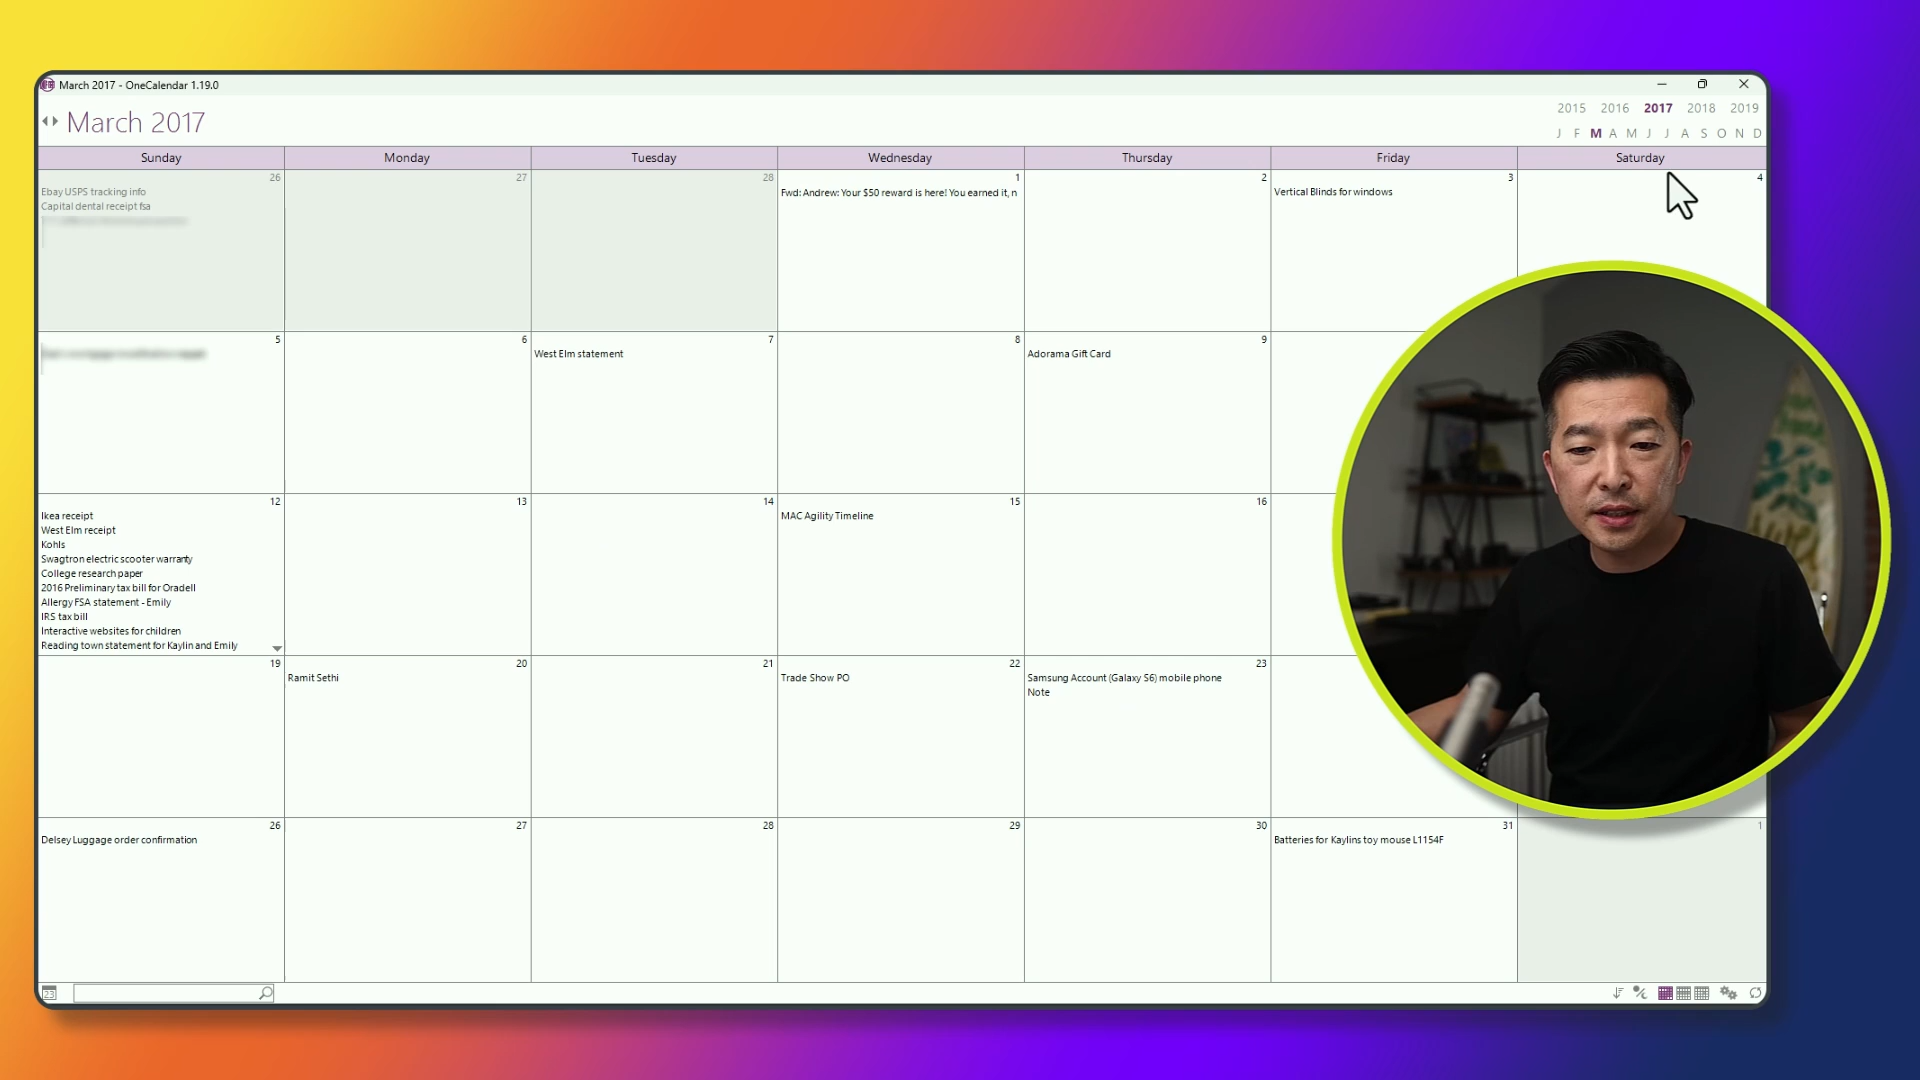 March 2017 - OneCalendar 1.19.0
March 2017
2015 2016 2017 2018 2019
J F M A M J J A S O N D
Sunday Monday Tuesday Wednesday Thursday Friday Saturday
26 27 28 1 2 3 4
Ebay USPS tracking info
Capital dental receipt fsa
Fwd: Andrew: Your $50 reward is here! You earned it, n
Vertical Blinds for windows
5 6 7 8 9
West Elm statement
Adorama Gift Card
12 13 14 15 16
Ikea receipt
West Elm receipt
Kohls
Swagtron electric scooter warranty
College research paper
2016 Preliminary tax bill for Oradell
Allergy FSA statement - Emily
IRS tax bill
Interactive websites for children
Reading town statement for Kaylin and Emily
MAC Agility Timeline
19 20 21 22 23
Ramit Sethi
Trade Show PO
Samsung Account (Galaxy S6) mobile phone
Note
26 27 28 29 30 31 1
Delsey Luggage order confirmation
Batteries for Kaylins toy mouse L1154F
23